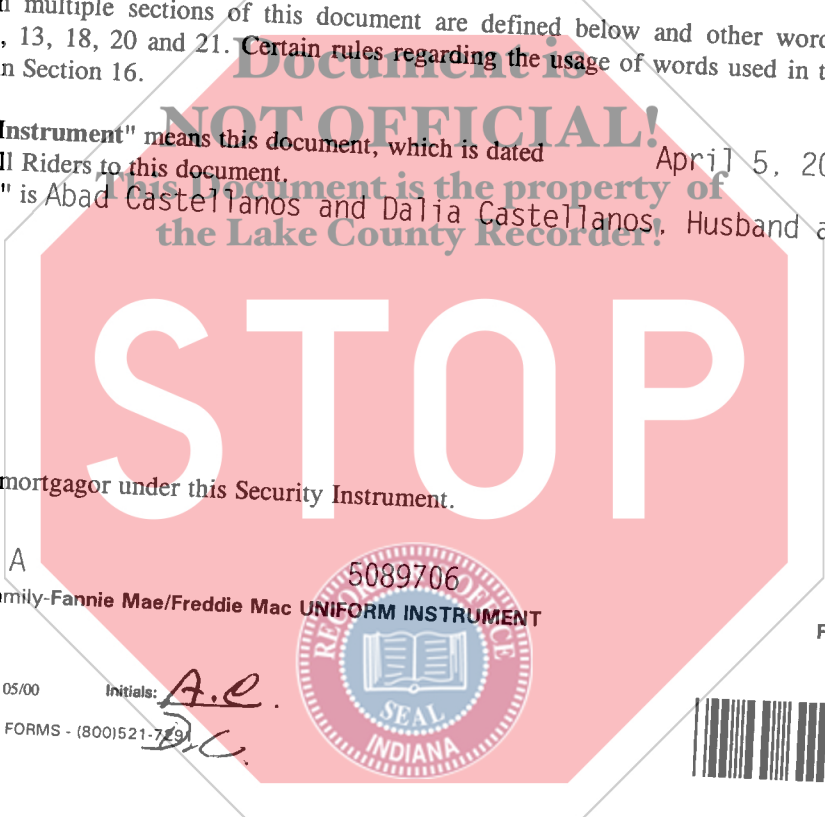 multiple sections of this document are defined below and other word
, 13, 18, 20 and 21. Certain rules regarding the usage of words used in t
n Section 16.
Document is
NOT OFFICIAL!
This Document is the property of
the Lake County Recorder!
Instrument" means this document, which is dated April 5, 20
ll Riders to this document.
" is Abad Castellanos and Dalia Castellanos, Husband a
STOP
mortgagor under this Security Instrument.
A
5089706
mily-Fannie Mae/Freddie Mac UNIFORM INSTRUMENT
F
05/00
Initials: A.C.
FORMS - (800)521-7291
D.C.
SEAL
INDIANA